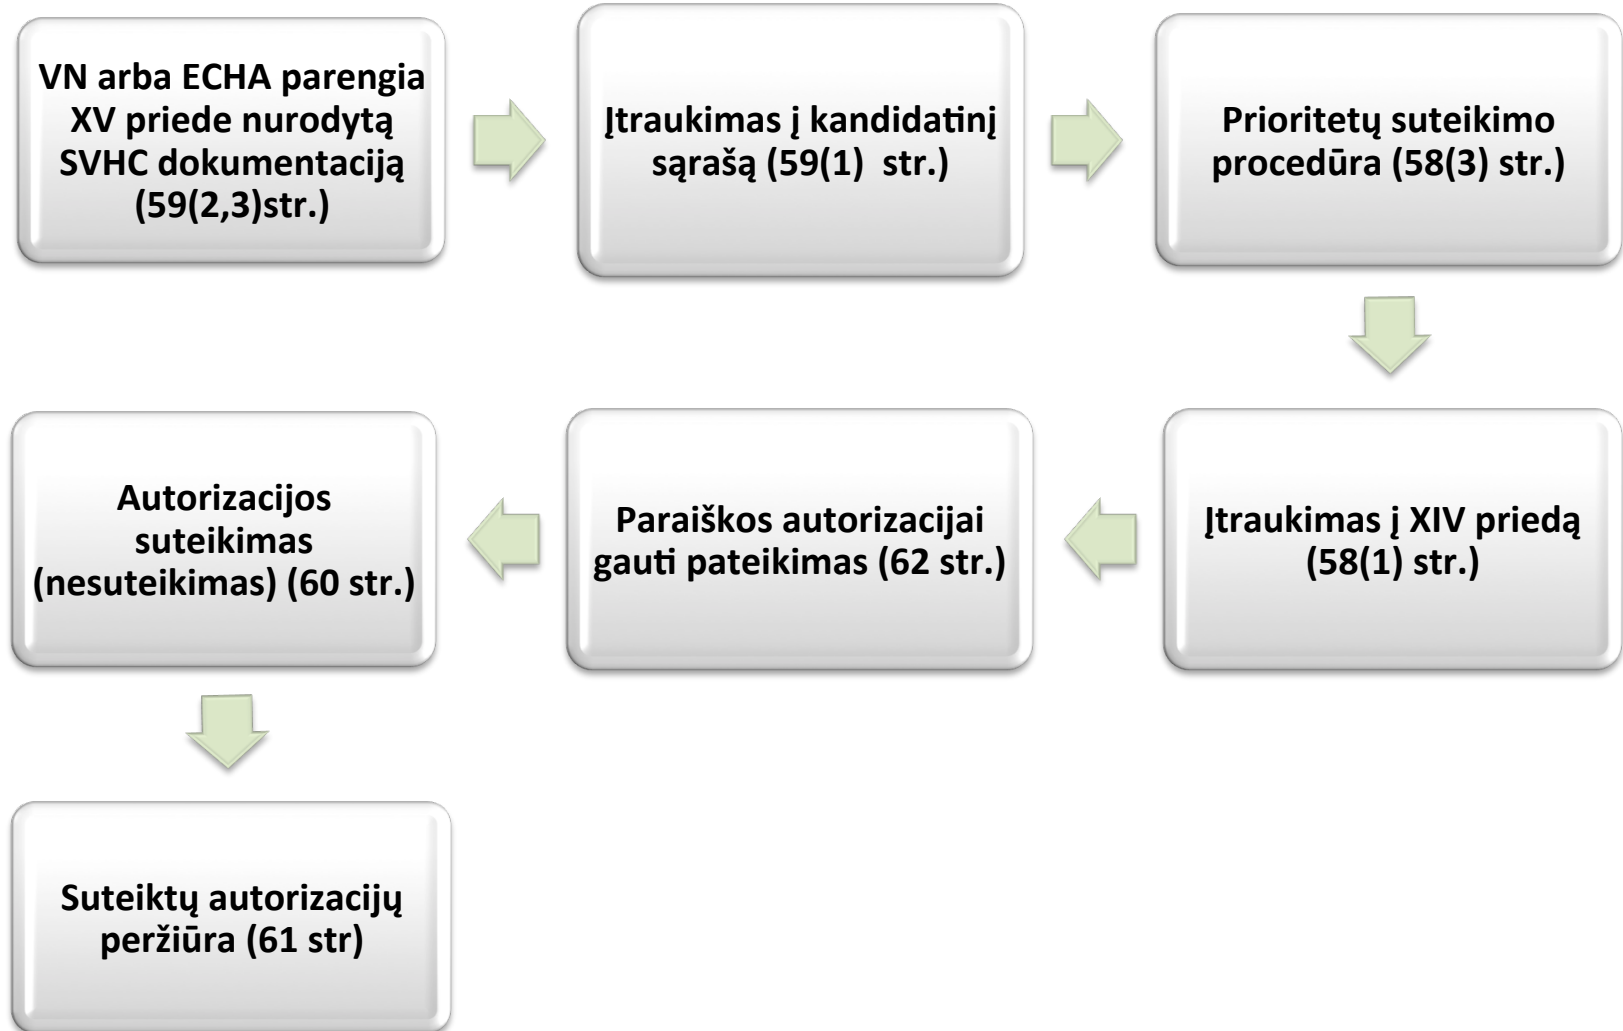 VN arba ECHA parengia
XV priede nurodytą
SVHC dokumentaciją
(59(2,3)str.)
Įtraukimas į kandidatinį
sąrašą (59(1)  str.)
Prioritetų suteikimo
procedūra (58(3) str.)
Įtraukimas į XIV priedą
(58(1) str.)
Paraiškos autorizacijai
gauti pateikimas (62 str.)
Autorizacijos
suteikimas
(nesuteikimas) (60 str.)
Suteiktų autorizacijų
peržiūra (61 str)